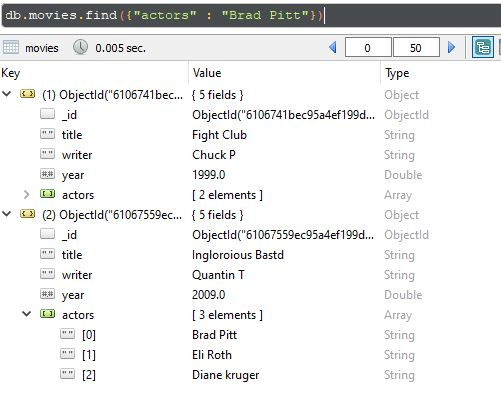 db.movies.find({"actors" : "Brad Pitt"})
movies 0.005 sec. 0 50
Key Value Type
(1) ObjectId("6106741bec... { 5 fields } Object
_id ObjectId("6106741bec95a4ef199d... ObjectId
title Fight Club String
writer Chuck P String
year 1999.0 Double
actors [ 2 elements ] Array
(2) ObjectId("61067559ec... { 5 fields } Object
_id ObjectId("61067559ec95a4ef199d... ObjectId
title Ingloroious Bastd String
writer Quantin T String
year 2009.0 Double
actors [ 3 elements ] Array
[0] Brad Pitt String
[1] Eli Roth String
[2] Diane kruger String